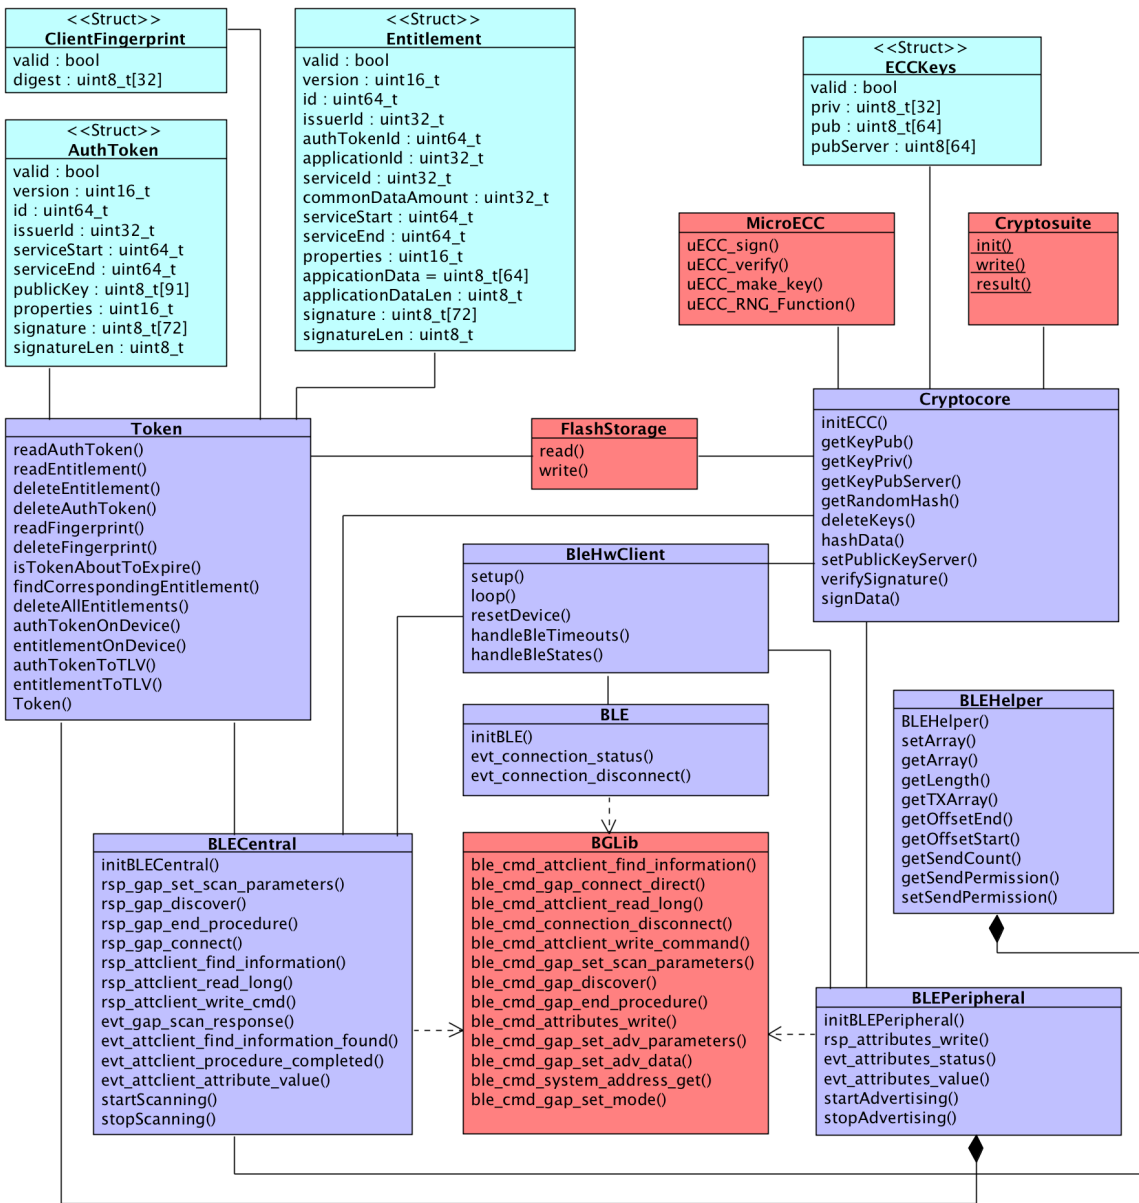 <<Struct>>
ClientFingerprint
valid : bool
digest : uint8_t[32]
<<Struct>>
Entitlement
valid : bool
version : uint16_t
id : uint64_t
issuerId : uint32_t
authTokenId : uint64_t
applicationId : uint32_t
serviceId : uint32_t
commonDataAmount : uint32_t
serviceStart : uint64_t
serviceEnd : uint64_t
properties : uint16_t
appicationData = uint8_t[64]
applicationDataLen : uint8_t
signature : uint8_t[72]
signatureLen : uint8_t
<<Struct>>
ECCKeys
valid : bool
priv : uint8_t[32]
pub : uint8_t[64]
pubServer : uint8[64]
<<Struct>>
AuthToken
valid : bool
version : uint16_t
id : uint64_t
issuerId : uint32_t
serviceStart : uint64_t
serviceEnd : uint64_t
publicKey : uint8_t[91]
properties : uint16_t
signature : uint8_t[72]
signatureLen : uint8_t
MicroECC
uECC_sign()
uECC_verify()
uECC_make_key()
uECC_RNG_Function()
Cryptosuite
init()
write()
result()
Token
readAuthToken()
readEntitlement()
deleteEntitlement()
deleteAuthToken()
readFingerprint()
deleteFingerprint()
isTokenAboutToExpire()
findCorrespondingEntitlement()
deleteAllEntitlements()
authTokenOnDevice()
entitlementOnDevice()
authTokenToTLV()
entitlementToTLV()
Token()
FlashStorage
read()
write()
Cryptocore
initECC()
getKeyPub()
getKeyPriv()
getKeyPubServer()
getRandomHash()
deleteKeys()
hashData()
setPublicKeyServer()
verifySignature()
signData()
BleHwClient
setup()
loop()
resetDevice()
handleBleTimeouts()
handleBleStates()
BLE
initBLE()
evt_connection_status()
evt_connection_disconnect()
BLEHelper
BLEHelper()
setArray()
getArray()
getLength()
getTXArray()
getOffsetEnd()
getOffsetStart()
getSendCount()
getSendPermission()
setSendPermission()
BLECentral
initBLECentral()
rsp_gap_set_scan_parameters()
rsp_gap_discover()
rsp_gap_end_procedure()
rsp_gap_connect()
rsp_attclient_find_information()
rsp_attclient_read_long()
rsp_attclient_write_cmd()
evt_gap_scan_response()
evt_attclient_find_information_found()
evt_attclient_procedure_completed()
evt_attclient_attribute_value()
startScanning()
stopScanning()
BGLib
ble_cmd_attclient_find_information()
ble_cmd_gap_connect_direct()
ble_cmd_attclient_read_long()
ble_cmd_connection_disconnect()
ble_cmd_attclient_write_command()
ble_cmd_gap_set_scan_parameters()
ble_cmd_gap_discover()
ble_cmd_gap_end_procedure()
ble_cmd_attributes_write()
ble_cmd_gap_set_adv_parameters()
ble_cmd_gap_set_adv_data()
ble_cmd_system_address_get()
ble_cmd_gap_set_mode()
BLEPeripheral
initBLEPeripheral()
rsp_attributes_write()
evt_attributes_status()
evt_attributes_value()
startAdvertising()
stopAdvertising()